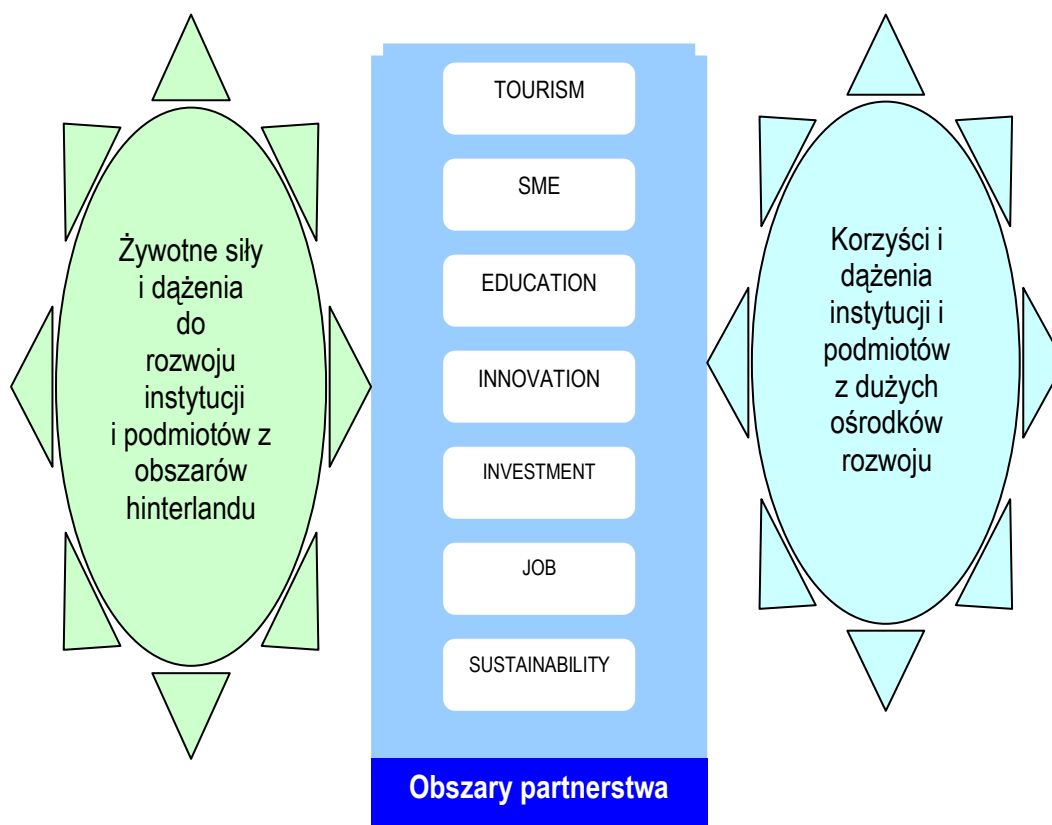 Żywotne siły
i dążenia
do
rozwoju
instytucji
i podmiotów z
obszarów
hinterlandu
TOURISM
SME
EDUCATION
INNOVATION
INVESTMENT
JOB
SUSTAINABILITY
Obszary partnerstwa
Korzyści i
dążenia
instytucji i
podmiotów
z dużych
ośrodków
rozwoju